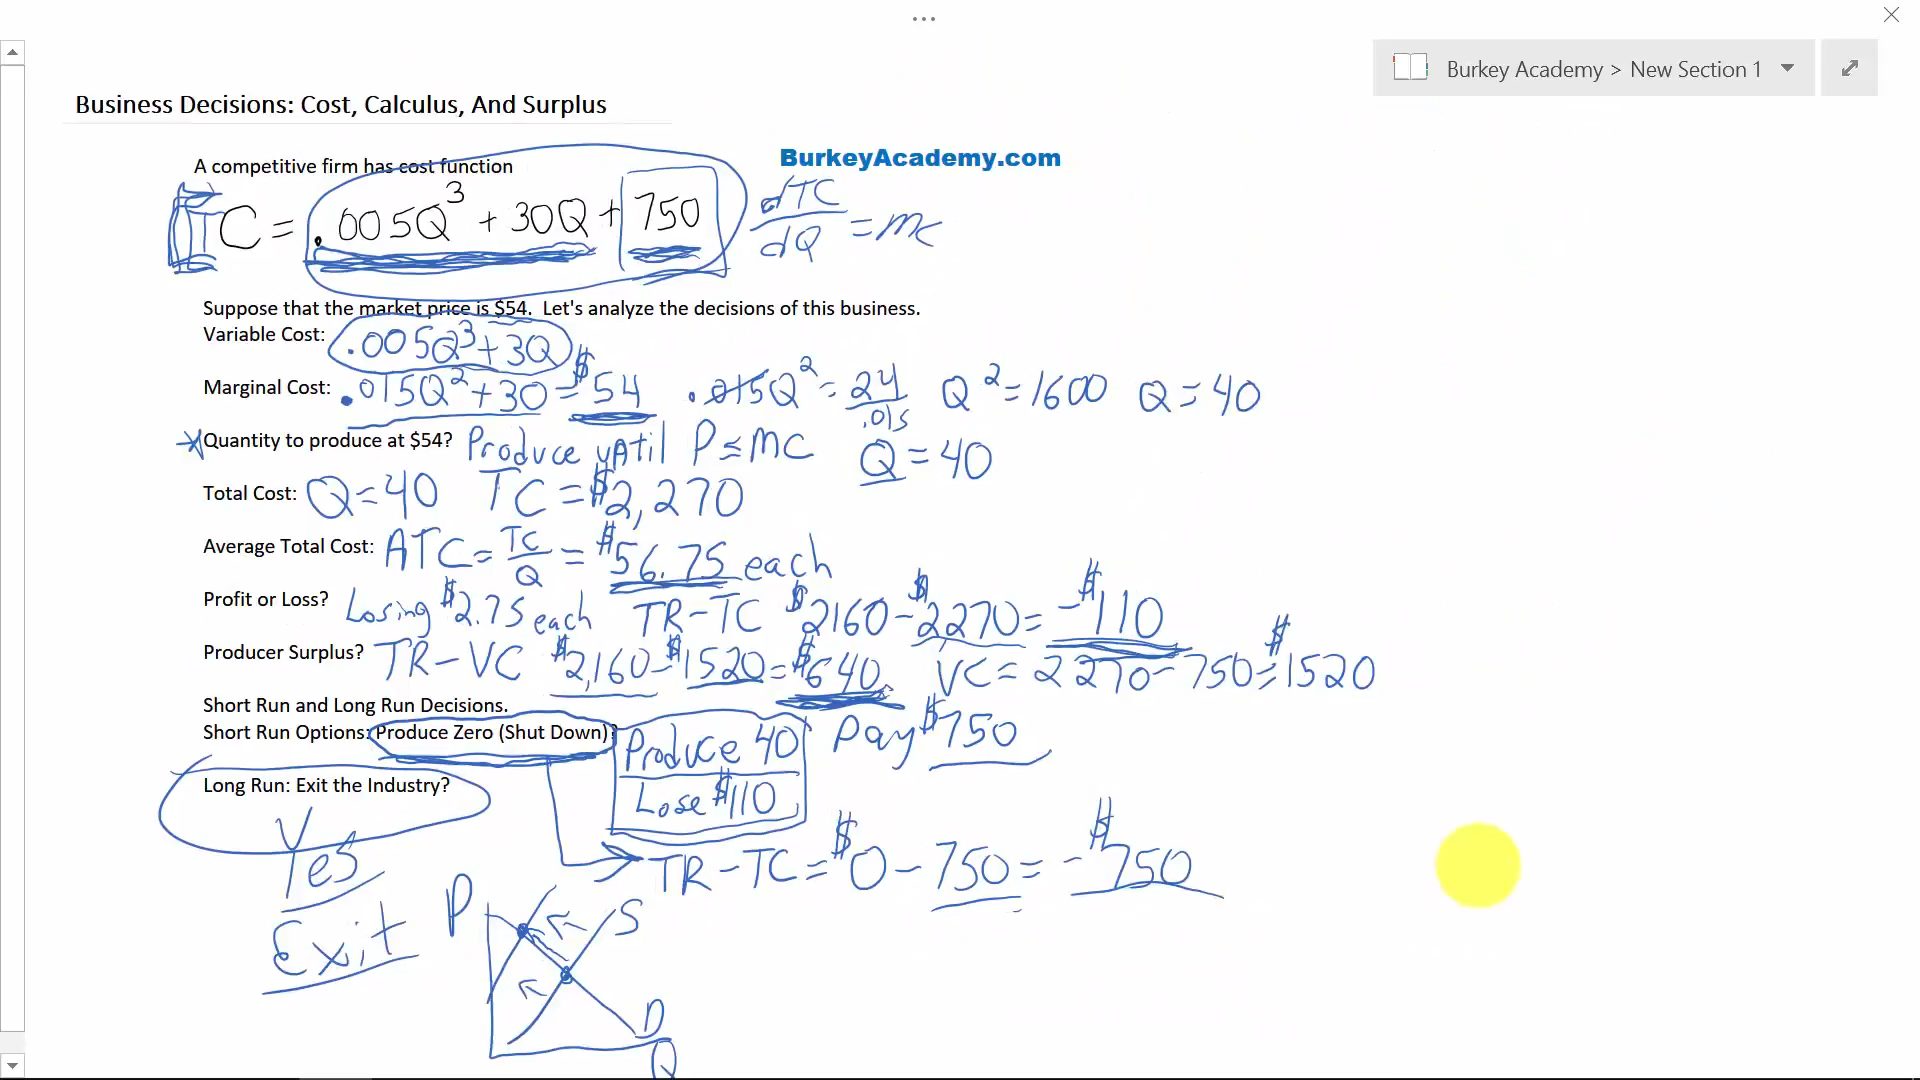 Burkey Academy > New Section 1
Business Decisions: Cost, Calculus, And Surplus
BurkeyAcademy.com
A competitive firm has cost function
TC = .005Q³ + 30Q + 750 dTC/dQ = mc
Suppose that the market price is $54. Let's analyze the decisions of this business.
Variable Cost: .005Q³ + 3Q
Marginal Cost: .015Q² + 30 = $54 .015Q² = 24/.015 Q² = 1600 Q = 40
Quantity to produce at $54? Produce until P ≤ MC Q = 40
Total Cost: Q = 40 TC = $2,270
Average Total Cost: ATC = TC/Q = $56.75 each
Profit or Loss? Losing $2.75 each TR-TC $2160 - $2270 = -$110
Producer Surplus? TR-VC $2,160 - $1520 = $640 VC = 2270 - 750 = $1520
Short Run and Long Run Decisions.
Short Run Options: Produce Zero (Shut Down)? Produce 40 Pay $750
Lose $110
Long Run: Exit the Industry?
Yes
TR-TC = $0 - 750 = -$750
Exit
P
S
D
Q